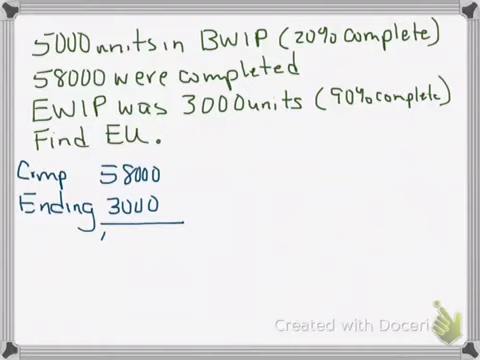 5000 units in BWIP (20% complete)
58000 were completed
EWIP was 3000 units (90% complete)
Find EU.
Comp 58000
Ending 3000
Created with Doceri